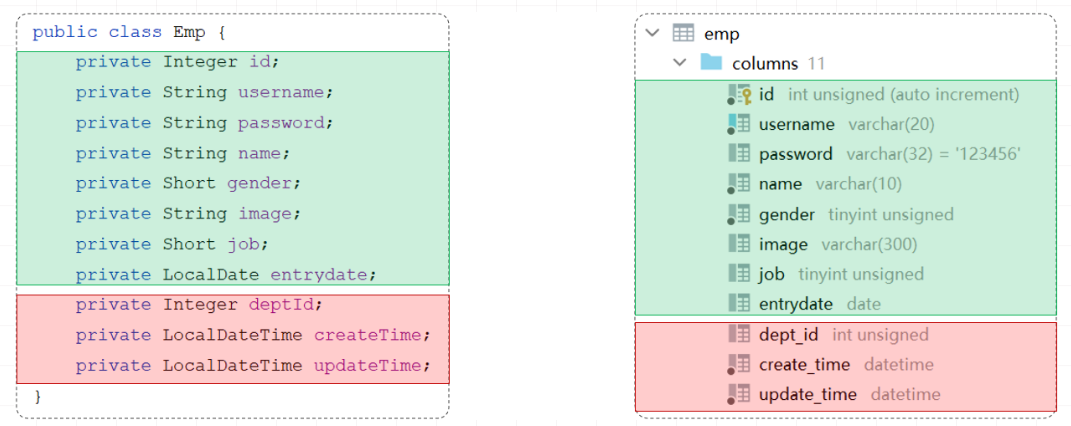 public class Emp {
private Integer id;
private String username;
private String password;
private String name;
private Short gender;
private String image;
private Short job;
private LocalDate entrydate;
private Integer deptId;
private LocalDateTime createTime;
private LocalDateTime updateTime;
}
emp
columns 11
id int unsigned (auto increment)
username varchar(20)
password varchar(32) = '123456'
name varchar(10)
gender tinyint unsigned
image varchar(300)
job tinyint unsigned
entrydate date
dept_id int unsigned
create_time datetime
update_time datetime